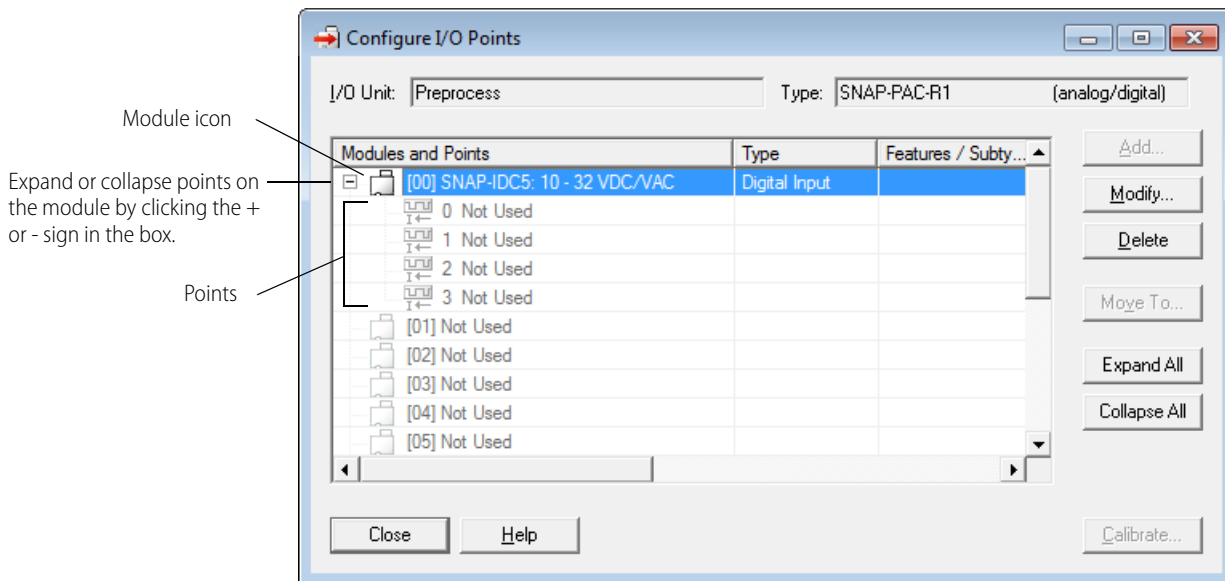 Configure I/O Points
I/O Unit: Preprocess
Type: SNAP-PAC-R1 (analog/digital)
Module icon
Expand or collapse points on
the module by clicking the +
or - sign in the box.
Points
Modules and Points Type Features / Subty...
[00] SNAP-IDC5: 10 - 32 VDC/VAC Digital Input
0 Not Used
1 Not Used
2 Not Used
3 Not Used
[01] Not Used
[02] Not Used
[03] Not Used
[04] Not Used
[05] Not Used
Add...
Modify...
Delete
Move To...
Expand All
Collapse All
Close
Help
Calibrate...